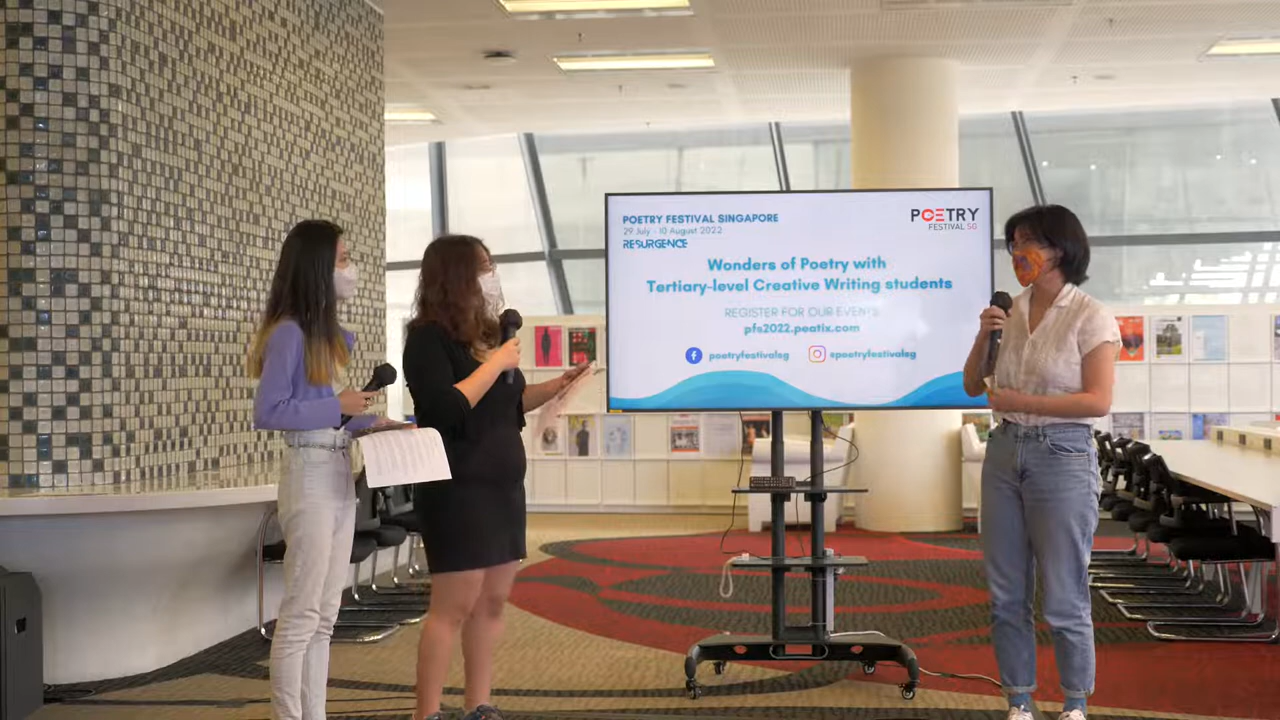 POETRY FESTIVAL SINGAPORE
29 July - 10 August 2022
RESURGENCE
POETRY
FESTIVAL SG
Wonders of Poetry with
Tertiary-level Creative Writing students
REGISTER FOR OUR EVENTS
pfs2022.peatix.com
poetryfestivalsg
@poetryfestivalsg